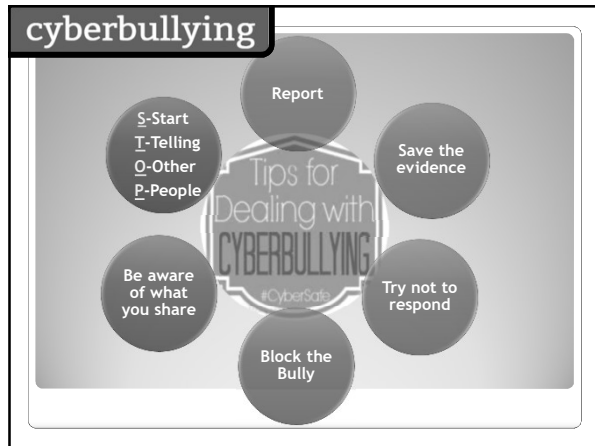 cyberbullying
Report
Save the
evidence
Try not to
respond
Block the
Bully
Be aware
of what
you share
S-Start
T-Telling
O-Other
P-People
Tips for
Dealing with
CYBERBULLYING
#CyberSafe